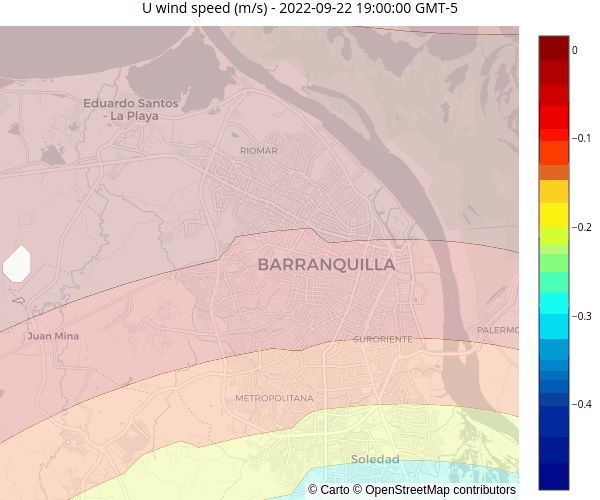 U wind speed (m/s) - 2022-09-22 19:00:00 GMT-5
Eduardo Santos
- La Playa
RIOMAR
BARRANQUILLA
Juan Mina
PALERMO
SURORIENTE
METROPOLITANA
Soledad
© Carto © OpenStreetMap contributors
0
−0.1
−0.2
−0.3
−0.4